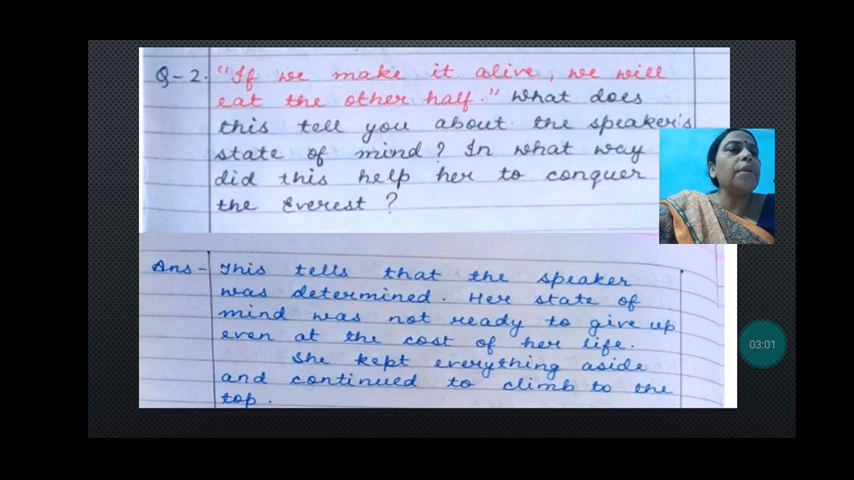 Q-2. "If we make it alive, we will
eat the other half." What does
this tell you about the speaker's
state of mind? In what way
did this help her to conquer
the Everest?
Ans- This tells that the speaker
was determined. Her state of
mind was not ready to give up
even at the cost of her life.
She kept everything aside
and continued to climb to the
top.
03:01